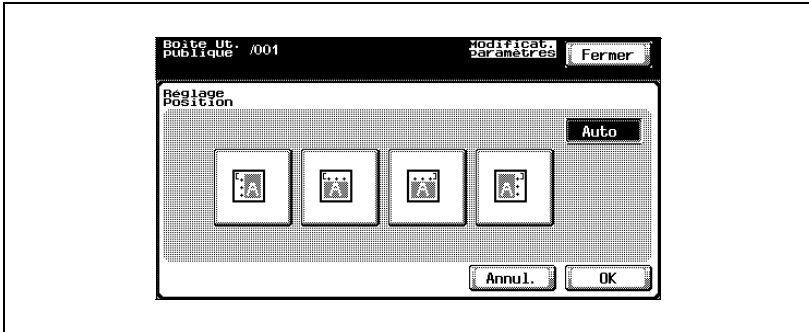 Boîte Ut.
publique /001
Modificat.
paramètres
Fermer
Réglage
Position
Auto
A
A
A
A
Annul.
OK